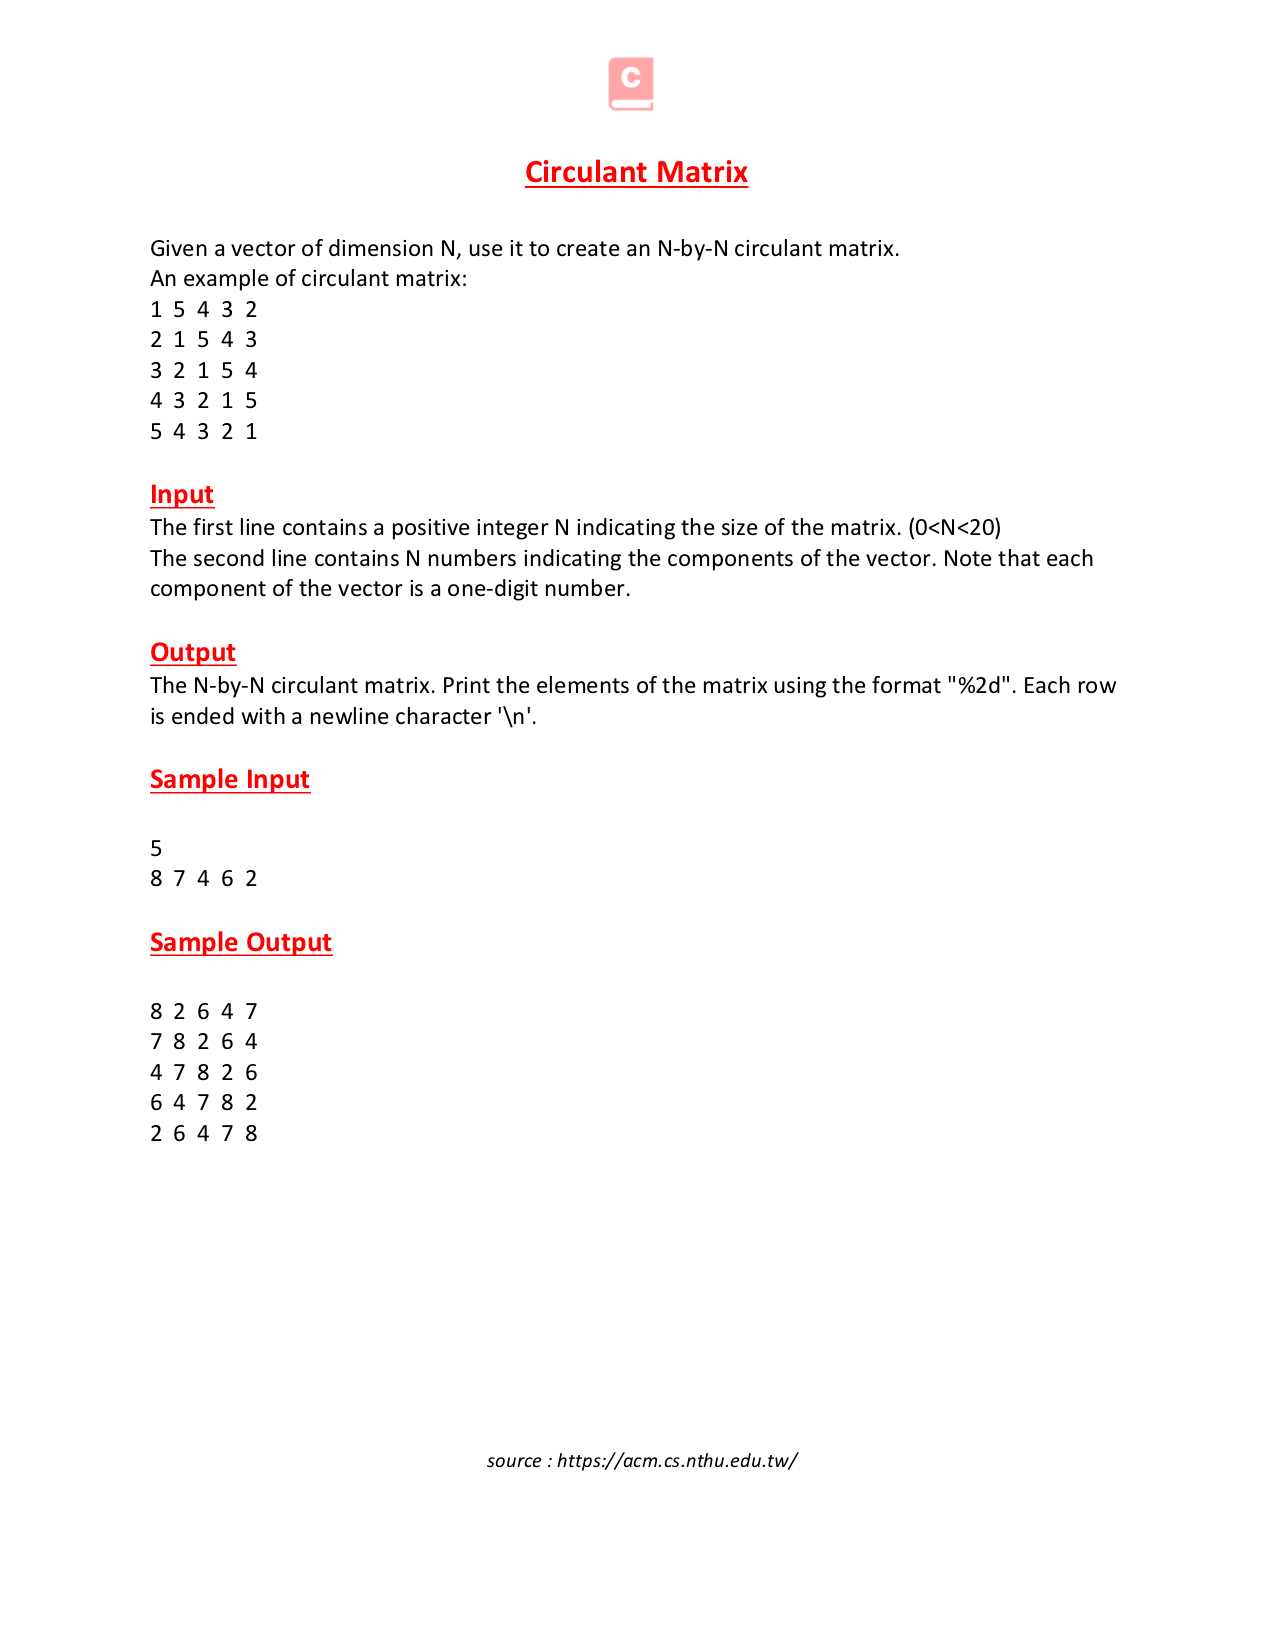 C
Circulant Matrix
Given a vector of dimension N, use it to create an N-by-N circulant matrix.
An example of circulant matrix:
1 5 4 3 2
2 1 5 4 3
3 2 1 5 4
4 3 2 1 5
5 4 3 2 1
Input
The first line contains a positive integer N indicating the size of the matrix. (0<N<20)
The second line contains N numbers indicating the components of the vector. Note that each
component of the vector is a one-digit number.
Output
The N-by-N circulant matrix. Print the elements of the matrix using the format "%2d". Each row
is ended with a newline character '\n'.
Sample Input
5
8 7 4 6 2
Sample Output
8 2 6 4 7
7 8 2 6 4
4 7 8 2 6
6 4 7 8 2
2 6 4 7 8
source : https://acm.cs.nthu.edu.tw/